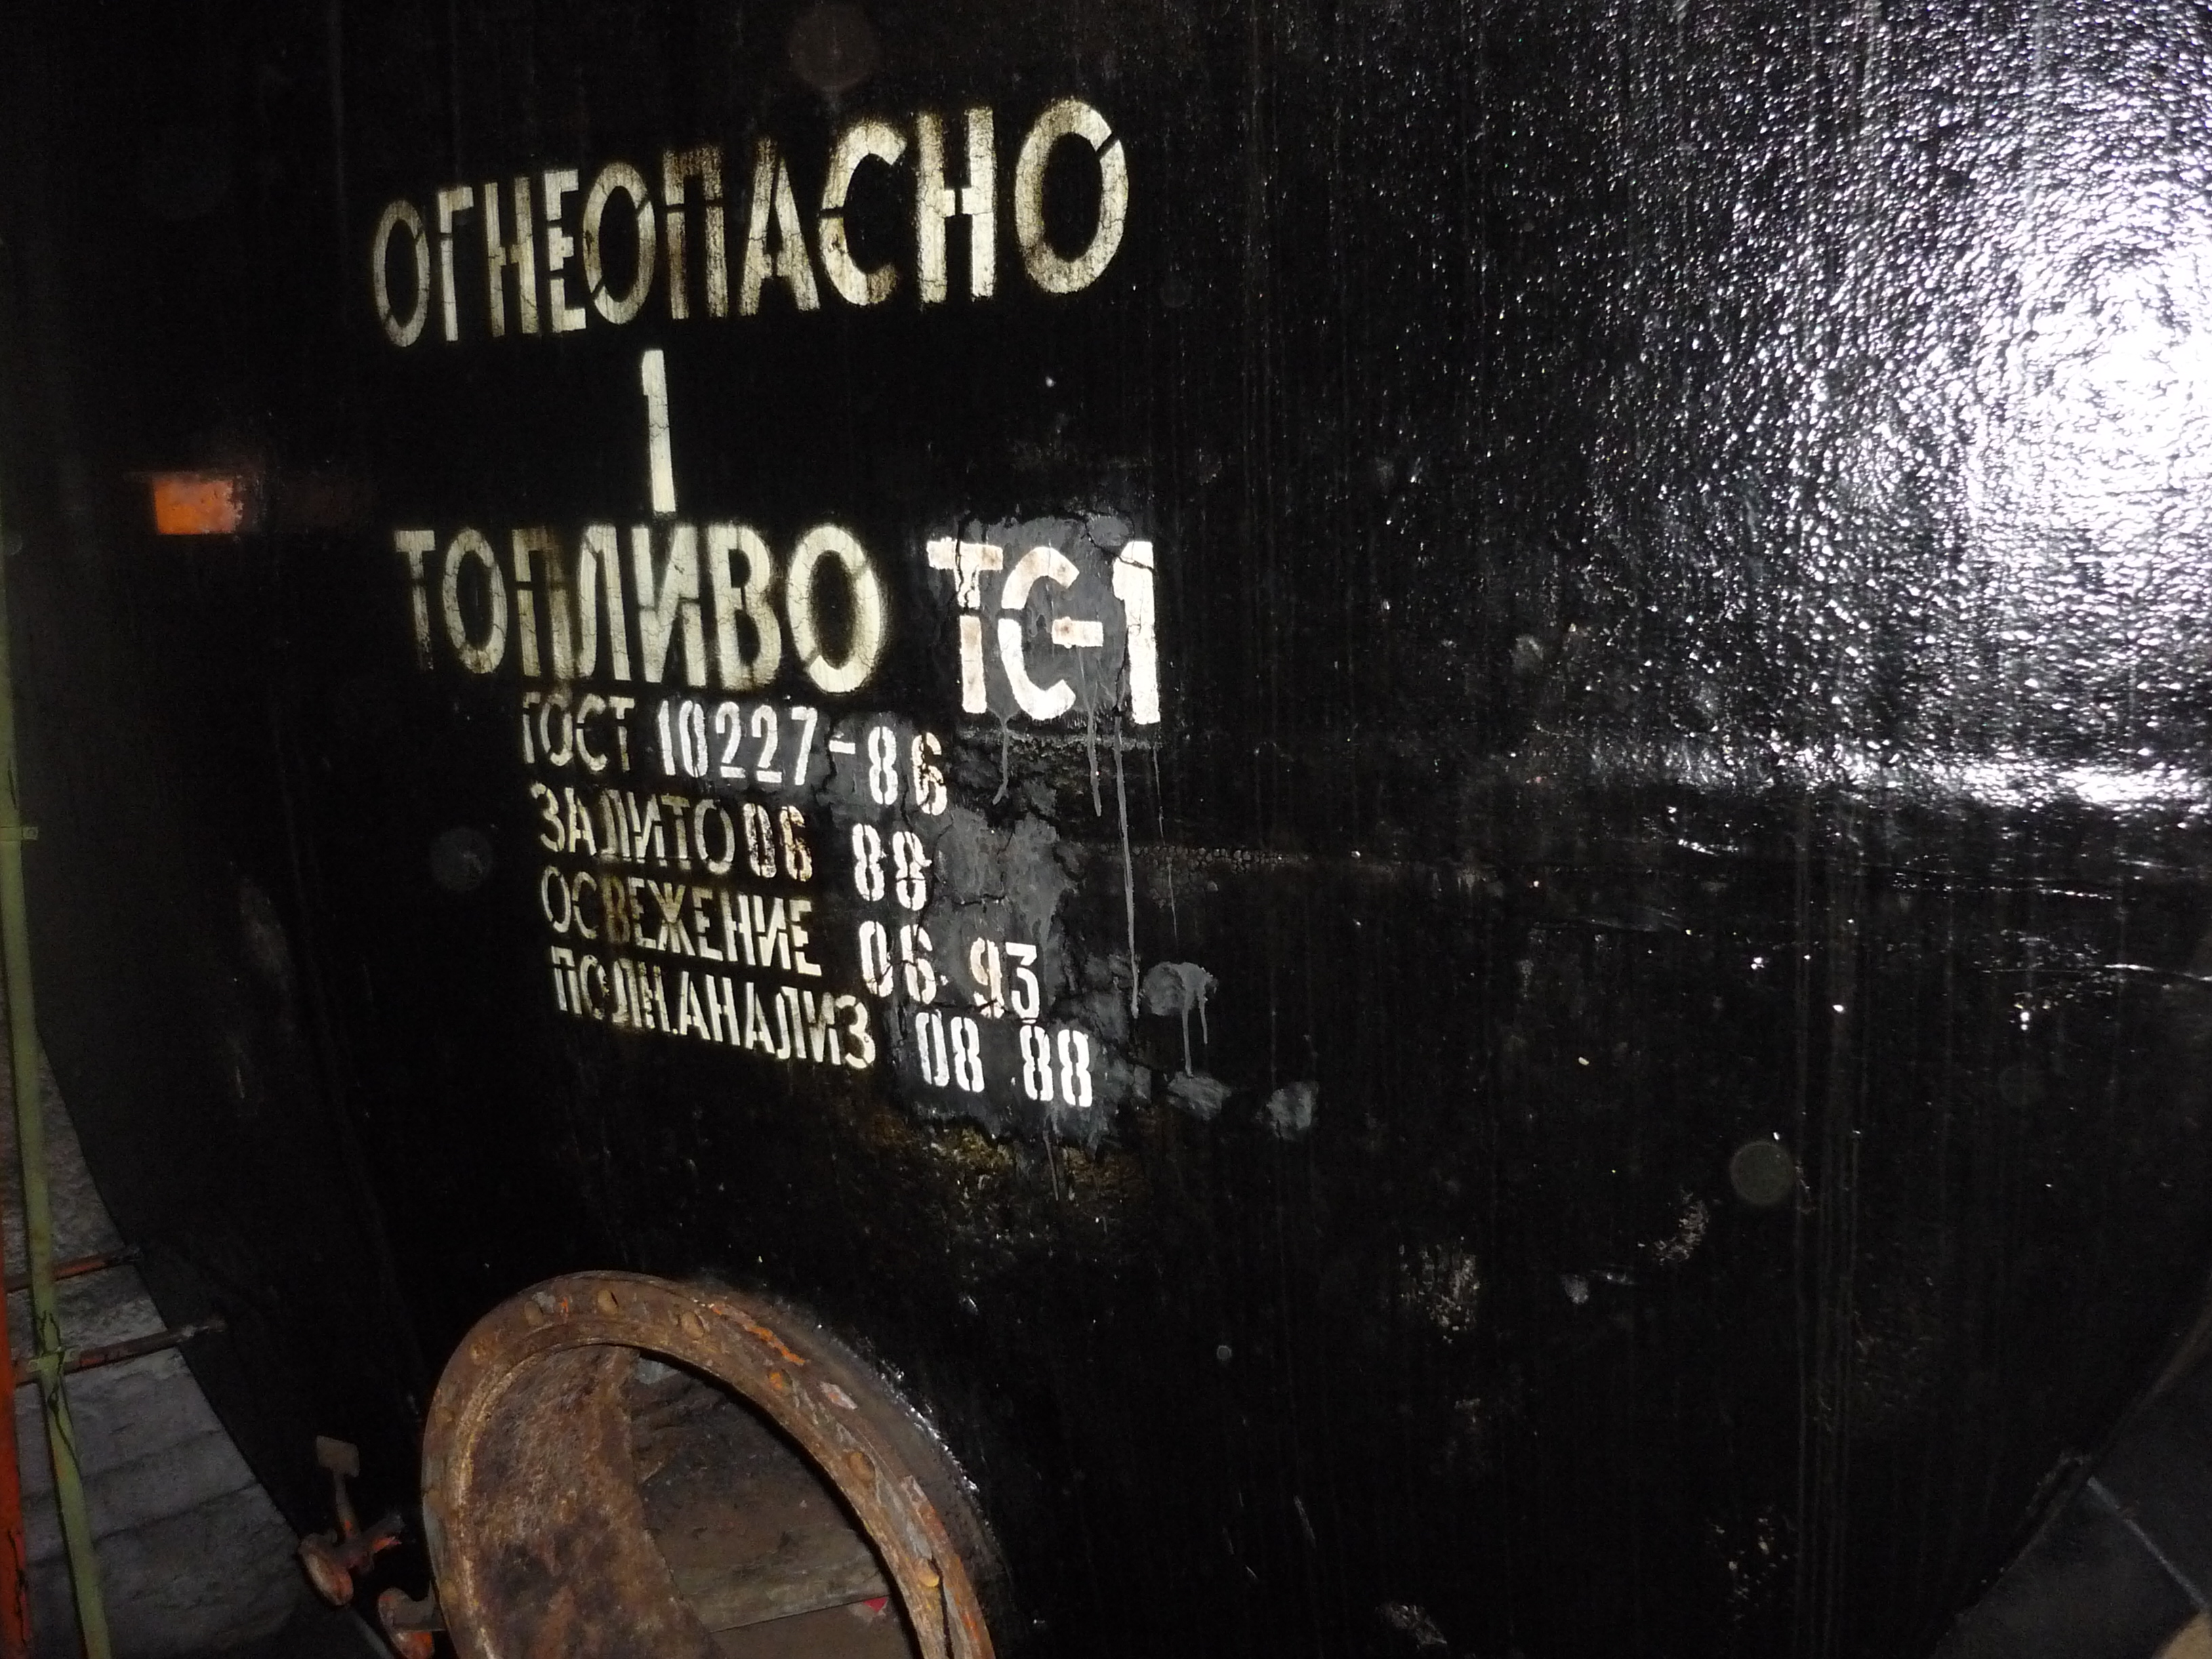 ОГНЕОПАСНО
1
ТОПЛИВО ТС-1
ГОСТ 10227-86
ЗАЛИТО 06 88
ОСВЕЖЕНИЕ 06 93
ПОЛН.АНАЛИЗ 08 88